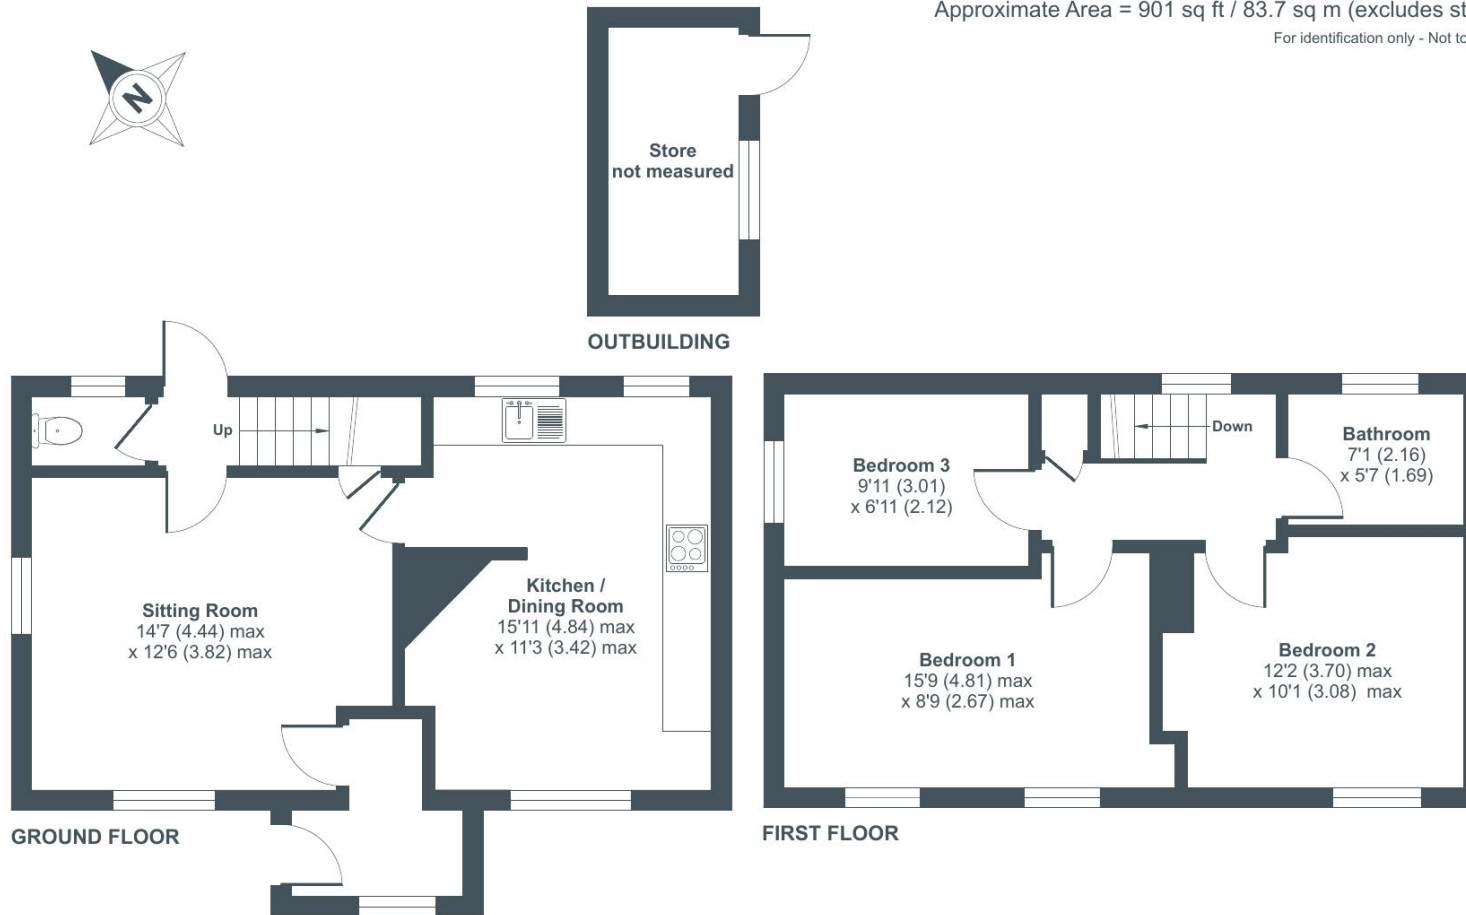 Approximate Area = 901 sq ft / 83.7 sq m (excludes st
For identification only - Not to
N
Store
not measured
OUTBUILDING
Up
Sitting Room
14'7 (4.44) max
x 12'6 (3.82) max
Kitchen /
Dining Room
15'11 (4.84) max
x 11'3 (3.42) max
GROUND FLOOR
Down
Bathroom
7'1 (2.16)
x 5'7 (1.69)
Bedroom 3
9'11 (3.01)
x 6'11 (2.12)
Bedroom 1
15'9 (4.81) max
x 8'9 (2.67) max
Bedroom 2
12'2 (3.70) max
x 10'1 (3.08) max
FIRST FLOOR